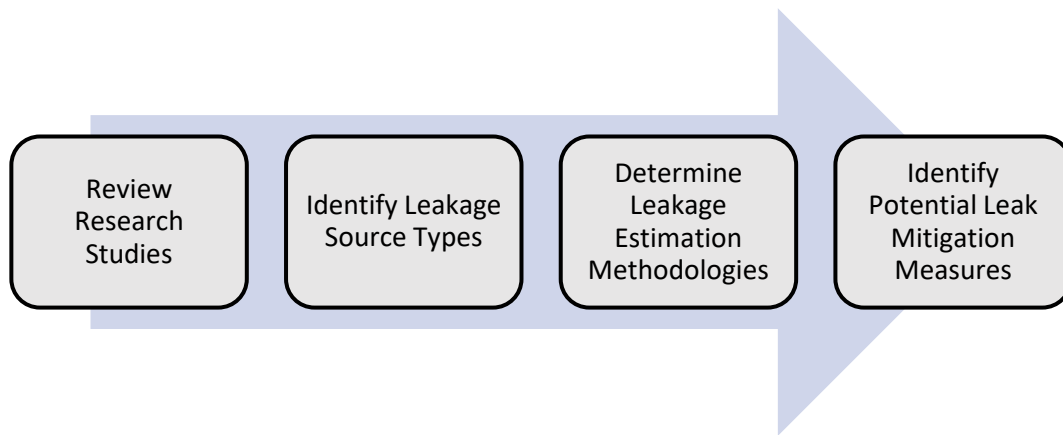 Review
Research
Studies
Identify Leakage
Source Types
Determine
Leakage
Estimation
Methodologies
Identify
Potential Leak
Mitigation
Measures